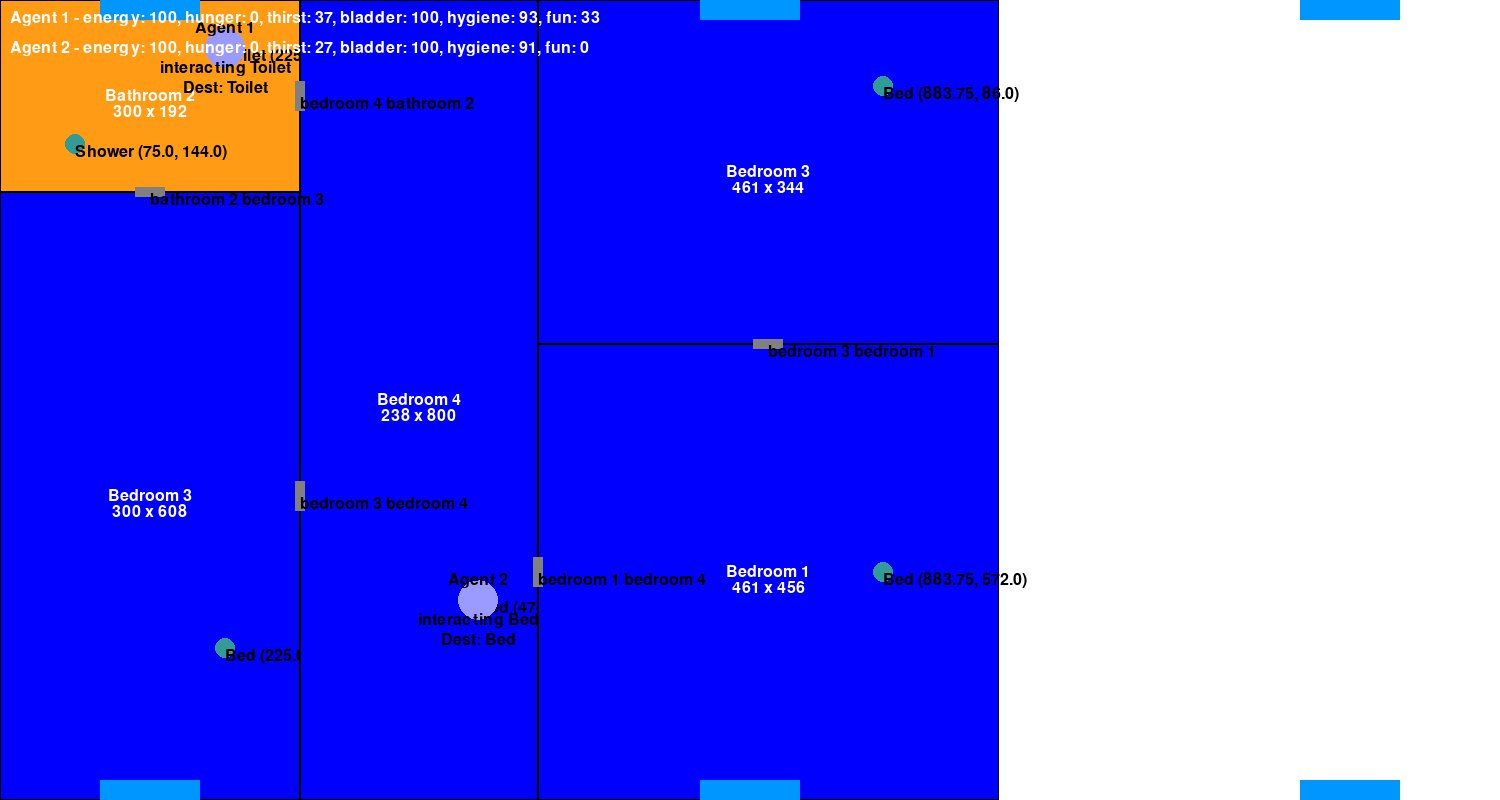 Agent 1 - energy: 100, hunger: 0, thirst: 37, bladder: 100, hygiene: 93, fun: 33
Agent 1
Agent 2 - energy: 100, hunger: 0, thirst: 27, bladder: 100, hygiene: 91, fun: 0
ilet (225
interacting Toilet
Dest: Toilet
Bathroom 2
300 x 192
bedroom 4 bathroom 2
Bed (883.75, 86.0)
Shower (75.0, 144.0)
bathroom 2 bedroom 3
Bedroom 3
461 x 344
bedroom 3 bedroom 1
Bedroom 4
238 x 800
Bedroom 3
300 x 608
bedroom 3 bedroom 4
Agent 2
bedroom 1 bedroom 4
Bedroom 1
461 x 456
Bed (883.75, 572.0)
d (47
interacting Bed
Dest: Bed
Bed (225.0